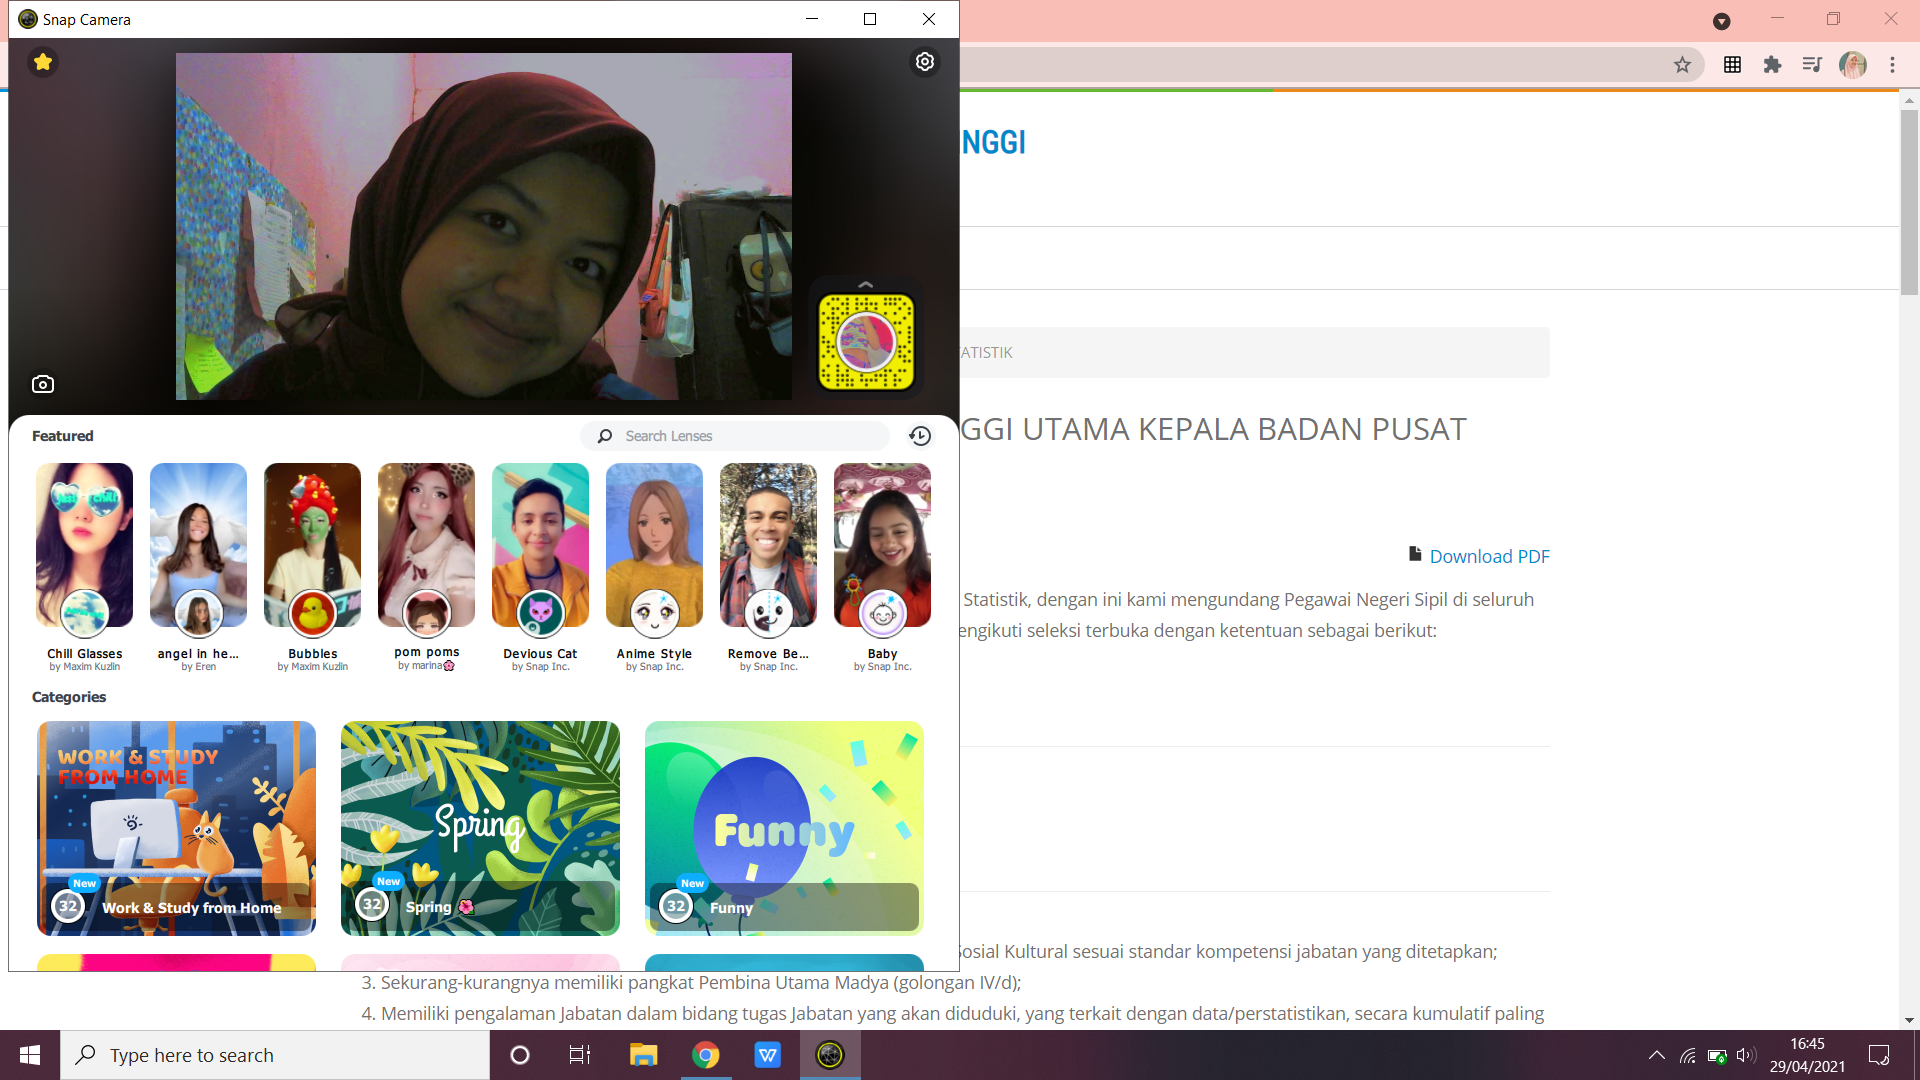 Snap Camera
NGGI
ATISTIK
GGI UTAMA KEPALA BADAN PUSAT
Download PDF
Statistik, dengan ini kami mengundang Pegawai Negeri Sipil di seluruh
engikuti seleksi terbuka dengan ketentuan sebagai berikut:
Featured
Search Lenses
Chill Glasses
by Maxim Kuzlin
angel in he...
by Eren
Bubbles
by Maxim Kuzlin
pom poms
by marina🌸
Devious Cat
by Snap Inc.
Anime Style
by Snap Inc.
Remove Be...
by Snap Inc.
Baby
by Snap Inc.
Categories
WORK & STUDY
FROM HOME
New
32
Work & Study from Home
Spring
New
32
Spring 🌺
Funny
New
32
Funny
Sosial Kultural sesuai standar kompetensi jabatan yang ditetapkan;
3. Sekurang-kurangnya memiliki pangkat Pembina Utama Madya (golongan IV/d);
4. Memiliki pengalaman Jabatan dalam bidang tugas Jabatan yang akan diduduki, yang terkait dengan data/perstatistikan, secara kumulatif paling
Type here to search
16:45
29/04/2021